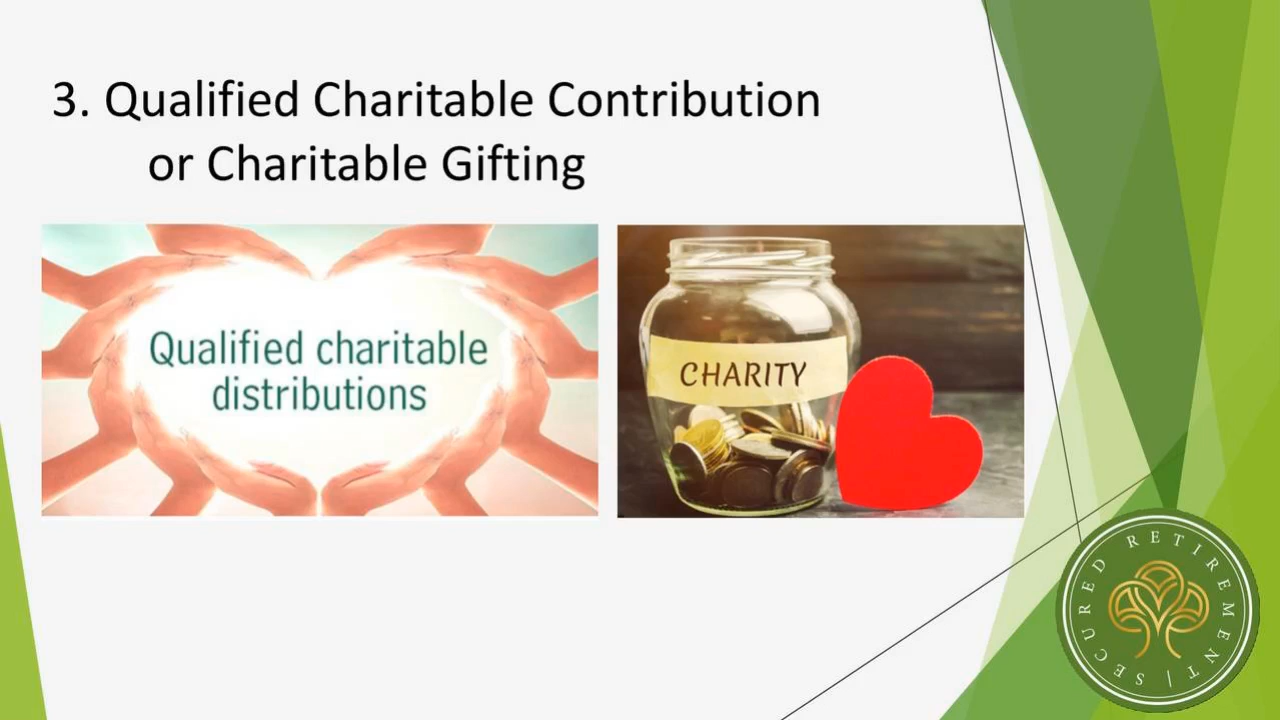 3. Qualified Charitable Contribution
or Charitable Gifting
Qualified charitable
distributions
CHARITY
SECURED RETIREMENT |